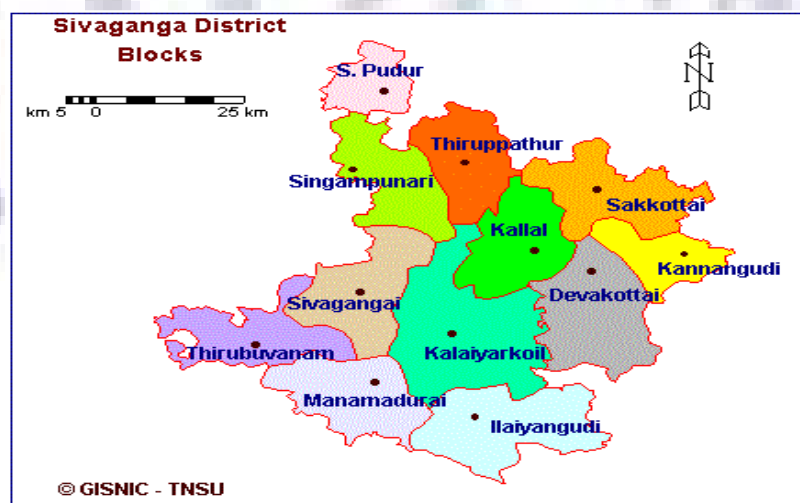 Sivaganga District
Blocks
S. Pudur
N
km 5 0 25 km
Thiruppathur
Singampunari
Sakkottai
Kallal
Kannangudi
Sivagangai
Devakottai
Thirubuvanam
Kalaiyarkoil
Manamadurai
Ilaiyangudi
© GISNIC - TNSU